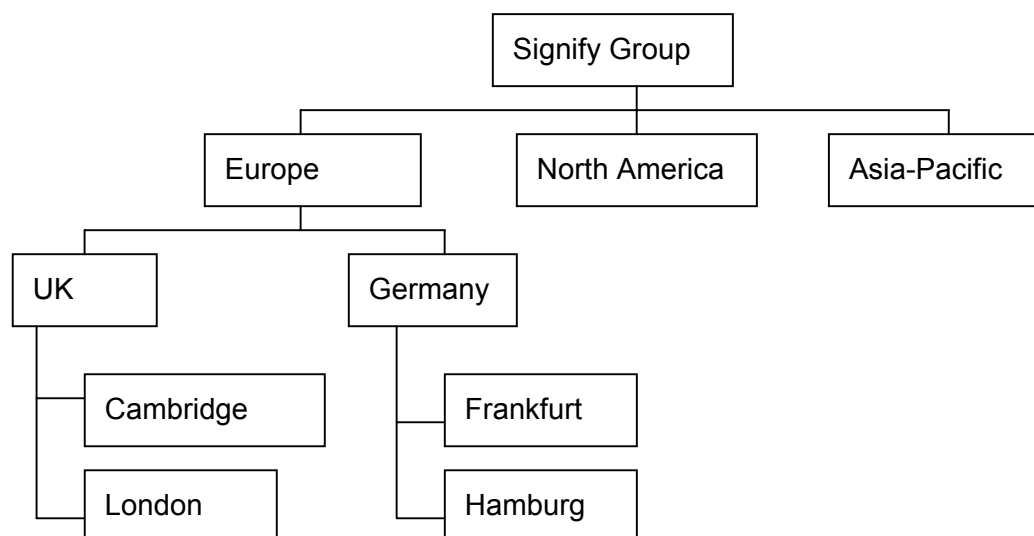 Signify Group
Europe
North America
Asia-Pacific
UK
Germany
Cambridge
Frankfurt
London
Hamburg